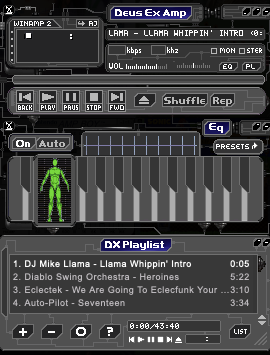 Deus Ex Amp
WINAMP 2 AJ
LAMA - LLAMA WHIPPIN' INTRO <0:
kbps khz MON STER
VOL EQ PL
BACK PLAY PAUS STOP FWD Shuffle Rep
Eq
On Auto PRESETS
DX Playlist
1. DJ Mike Llama - Llama Whippin' Intro 0:05
2. Diablo Swing Orchestra - Heroines 5:22
3. Eclectek - We Are Going To Eclecfunk Your ... 3:10
4. Auto-Pilot - Seventeen 3:34
0:00/43:40
+ - O ? LIST